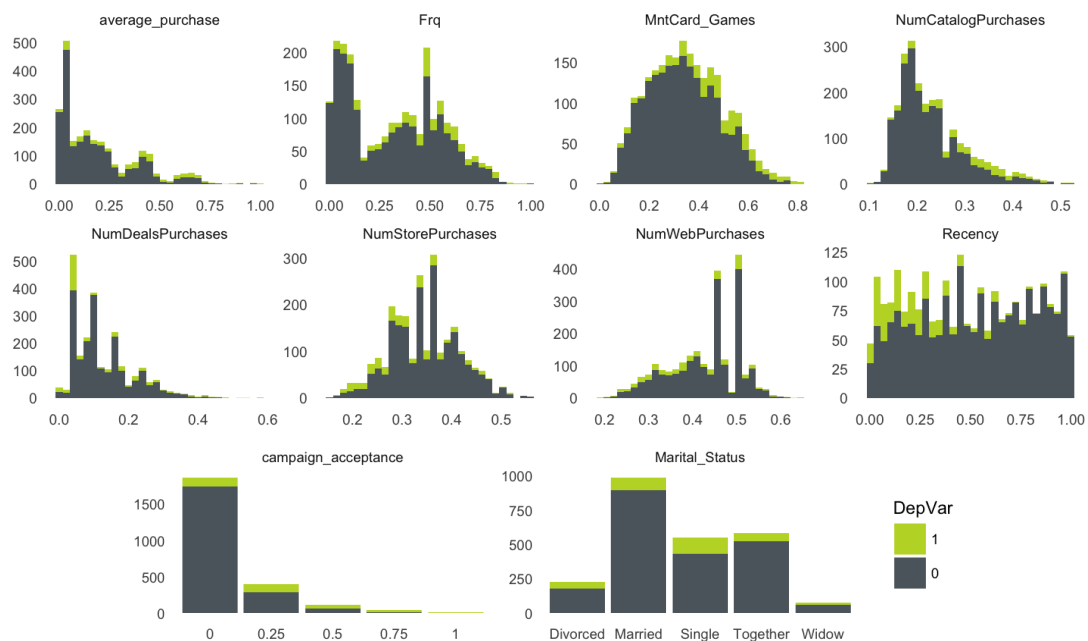 average_purchase
500
400
300
200
100
0
0.00 0.25 0.50 0.75 1.00
Frq
200
150
100
50
0
0.00 0.25 0.50 0.75 1.00
MntCard_Games
150
100
50
0
0.0 0.2 0.4 0.6 0.8
NumCatalogPurchases
300
200
100
0
0.1 0.2 0.3 0.4 0.5
NumDealsPurchases
500
400
300
200
100
0
0.0 0.2 0.4 0.6
NumStorePurchases
300
200
100
0
0.2 0.3 0.4 0.5
NumWebPurchases
400
300
200
100
0
0.2 0.3 0.4 0.5 0.6
Recency
125
100
75
50
25
0
0.00 0.25 0.50 0.75 1.00
campaign_acceptance
1500
1000
500
0
0 0.25 0.5 0.75 1
Marital_Status
1000
750
500
250
0
Divorced Married Single Together Widow
DepVar
1
0